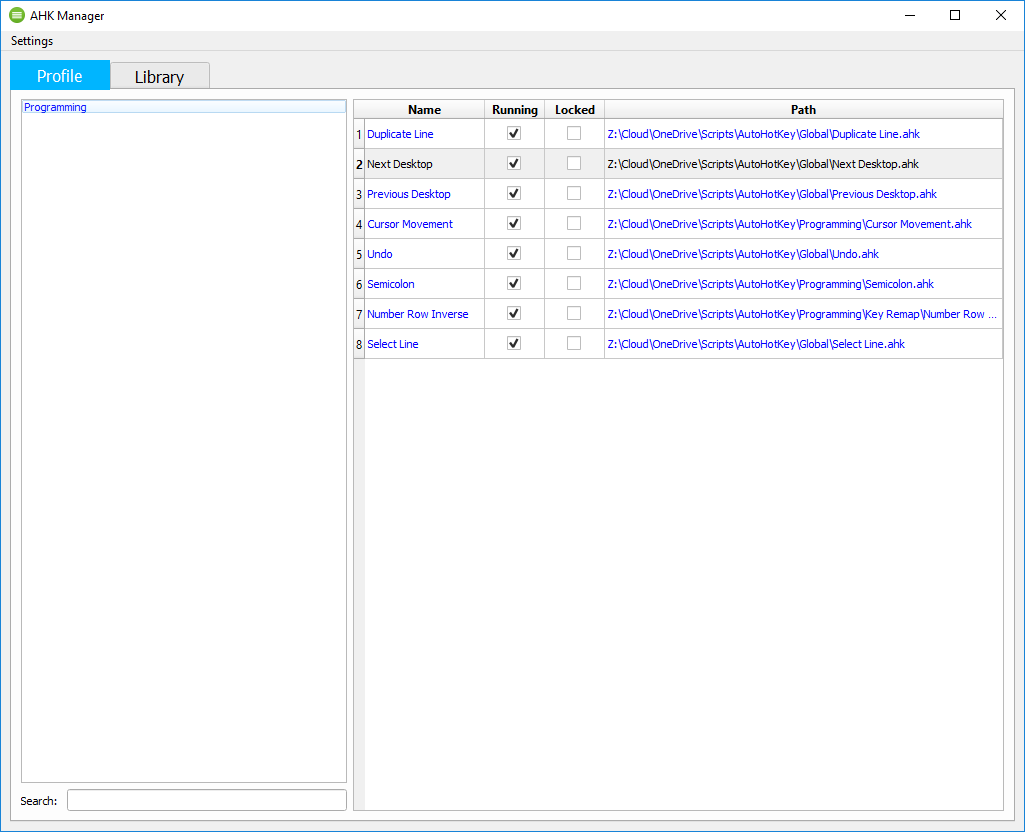 AHK Manager
Settings
Profile Library
Programming
Name Running Locked Path
1 Duplicate Line Z:\Cloud\OneDrive\Scripts\AutoHotKey\Global\Duplicate Line.ahk
2 Next Desktop Z:\Cloud\OneDrive\Scripts\AutoHotKey\Global\Next Desktop.ahk
3 Previous Desktop Z:\Cloud\OneDrive\Scripts\AutoHotKey\Global\Previous Desktop.ahk
4 Cursor Movement Z:\Cloud\OneDrive\Scripts\AutoHotKey\Programming\Cursor Movement.ahk
5 Undo Z:\Cloud\OneDrive\Scripts\AutoHotKey\Global\Undo.ahk
6 Semicolon Z:\Cloud\OneDrive\Scripts\AutoHotKey\Programming\Semicolon.ahk
7 Number Row Inverse Z:\Cloud\OneDrive\Scripts\AutoHotKey\Programming\Key Remap\Number Row ...
8 Select Line Z:\Cloud\OneDrive\Scripts\AutoHotKey\Global\Select Line.ahk
Search: